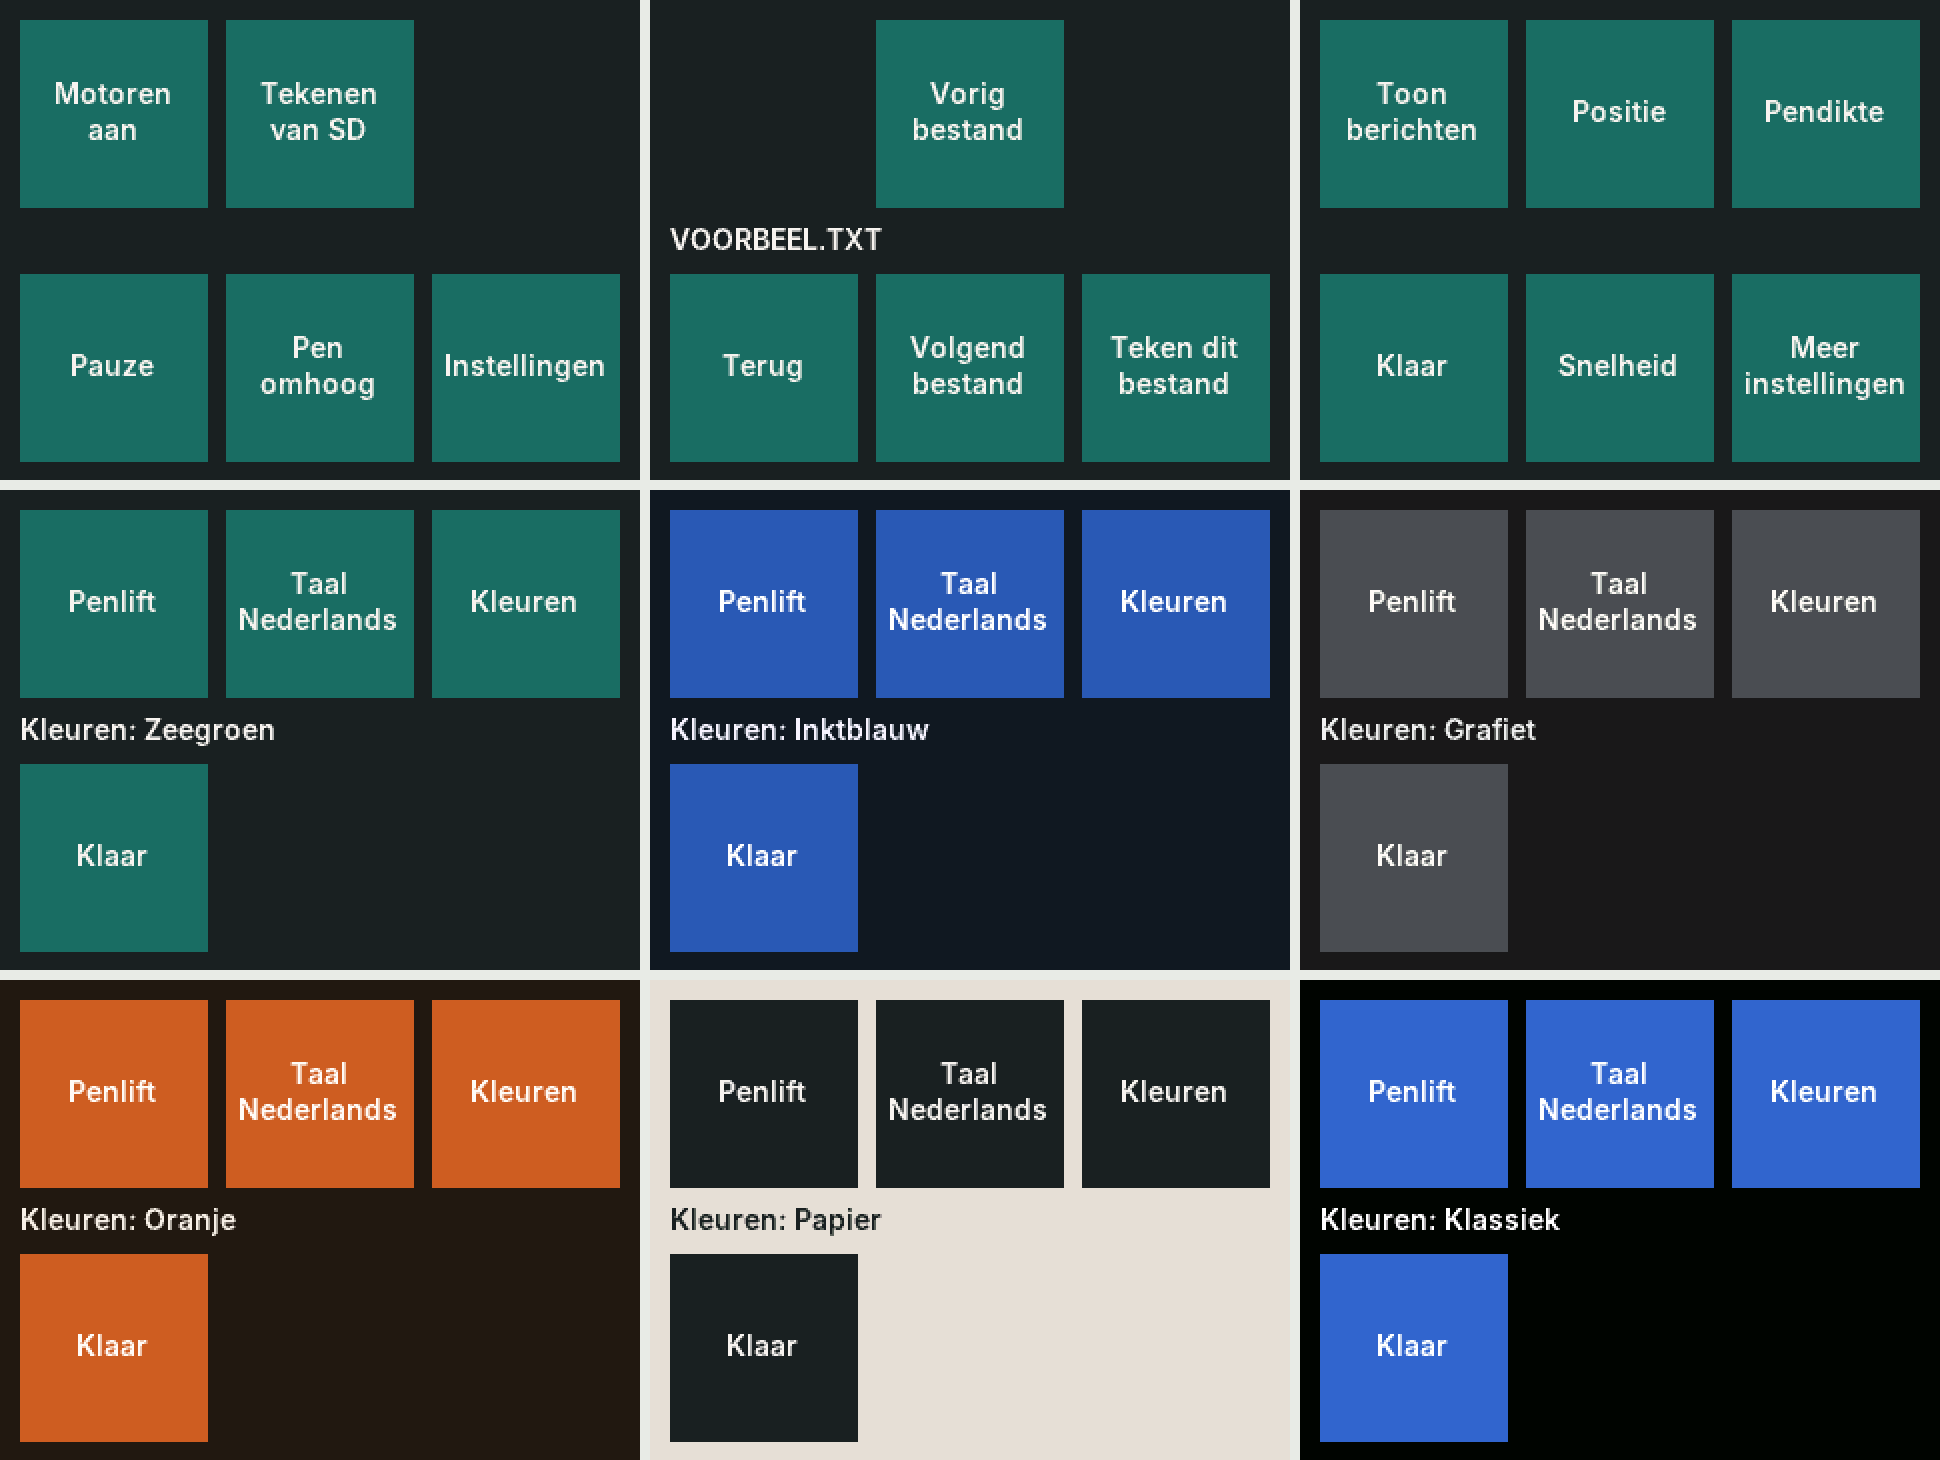 Motoren
aan
Tekenen
van SD
Pauze
Pen
omhoog
Instellingen
Vorig
bestand
VOORBEEL.TXT
Terug
Volgend
bestand
Teken dit
bestand
Toon
berichten
Positie
Pendikte
Klaar
Snelheid
Meer
instellingen
Penlift
Taal
Nederlands
Kleuren
Kleuren: Zeegroen
Klaar
Penlift
Taal
Nederlands
Kleuren
Kleuren: Inktblauw
Klaar
Penlift
Taal
Nederlands
Kleuren
Kleuren: Grafiet
Klaar
Penlift
Taal
Nederlands
Kleuren
Kleuren: Oranje
Klaar
Penlift
Taal
Nederlands
Kleuren
Kleuren: Papier
Klaar
Penlift
Taal
Nederlands
Kleuren
Kleuren: Klassiek
Klaar